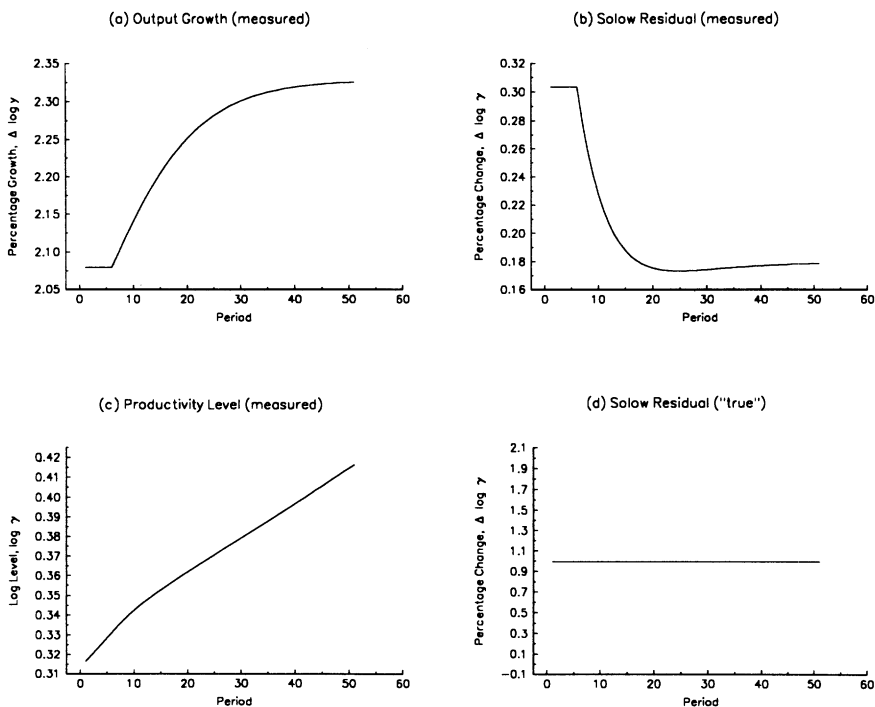 (a) Output Growth (measured)
Percentage Growth, Δ log y
2.35
2.30
2.25
2.20
2.15
2.10
2.05
0 10 20 30 40 50 60
Period
(b) Solow Residual (measured)
Percentage Change, Δ log γ
0.32
0.30
0.28
0.26
0.24
0.22
0.20
0.18
0.16
0 10 20 30 40 50 60
Period
(c) Productivity Level (measured)
Log Level, log γ
0.42
0.41
0.40
0.39
0.38
0.37
0.36
0.35
0.34
0.33
0.32
0.31
0 10 20 30 40 50 60
Period
(d) Solow Residual ("true")
Percentage Change, Δ log γ
2.1
1.9
1.7
1.5
1.3
1.1
0.9
0.7
0.5
0.3
0.1
−0.1
0 10 20 30 40 50 60
Period